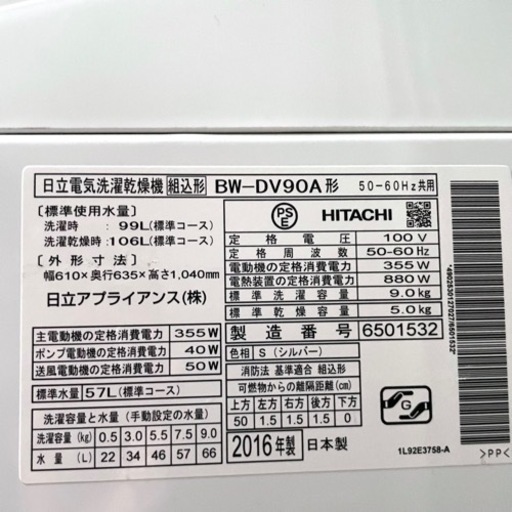 日立電気洗濯乾燥機 組込形 BW-DV90A形 50-60Hz共用
〔標準使用水量〕
洗濯時 : 99L(標準コース)
洗濯乾燥時 : 106L(標準コース)
〔外形寸法〕
幅610×奥行635×高さ1,040mm
日立アプライアンス(株)
PS
E
HITACHI
定格電圧 100V
定格周波数 50-60Hz
電動機の定格消費電力 355W
電熱装置の定格消費電力 880W
標準洗濯容量 9.0kg
標準乾燥容量 5.0kg
製造番号 6501532
主電動機の定格消費電力 355W
ポンプ電動機の定格消費電力 40W
送風電動機の定格消費電力 50W
標準水量 57L(標準コース)
洗濯容量と水量(手動設定の水量)
洗濯容量(kg) 0.5 3.0 5.5 7.5 9.0
水量(L) 22 34 46 57 66
色相 S(シルバー)
消防法 基準適合 組込形
可燃物からの離隔距離(cm)
上方 左方 右方 後方 下方
50 1.5 1.5 1.5 0
2016年製 日本製
G
1L92E3758-A
>PP<